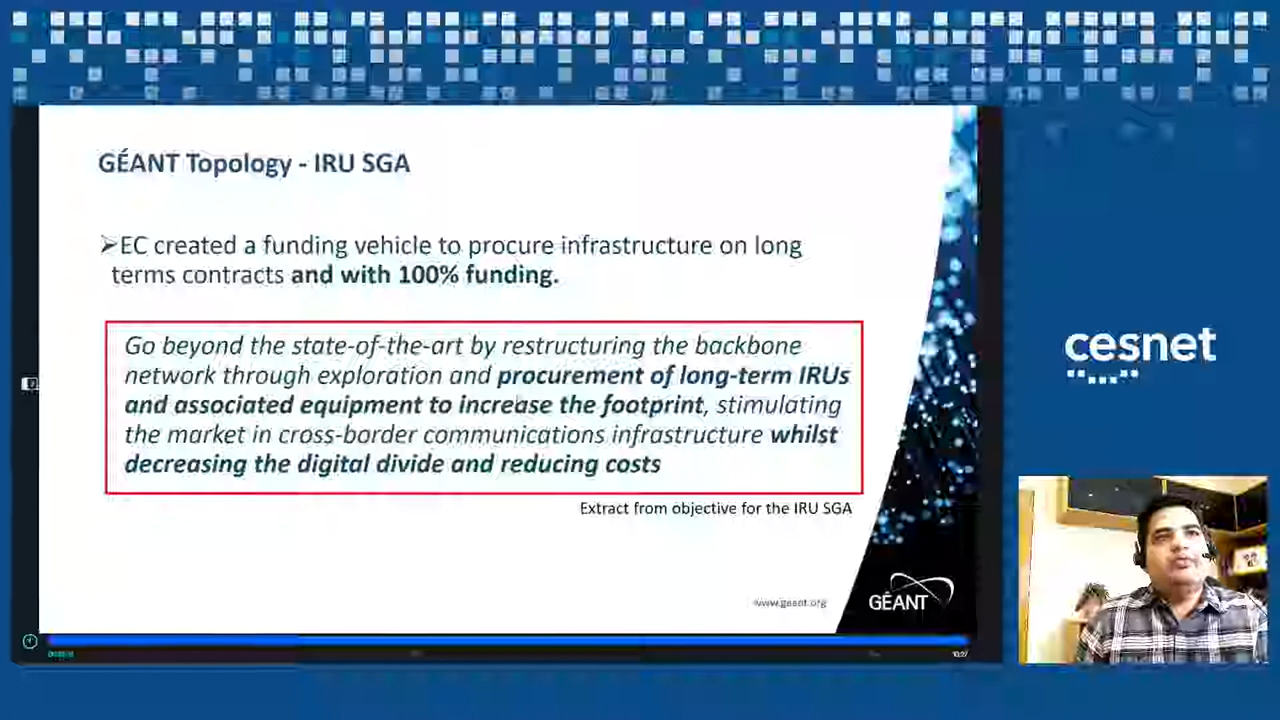 GÉANT Topology - IRU SGA
➢EC created a funding vehicle to procure infrastructure on long
terms contracts and with 100% funding.
Go beyond the state-of-the-art by restructuring the backbone
network through exploration and procurement of long-term IRUs
and associated equipment to increase the footprint, stimulating
the market in cross-border communications infrastructure whilst
decreasing the digital divide and reducing costs
Extract from objective for the IRU SGA
www.geant.org
GÉANT
cesnet